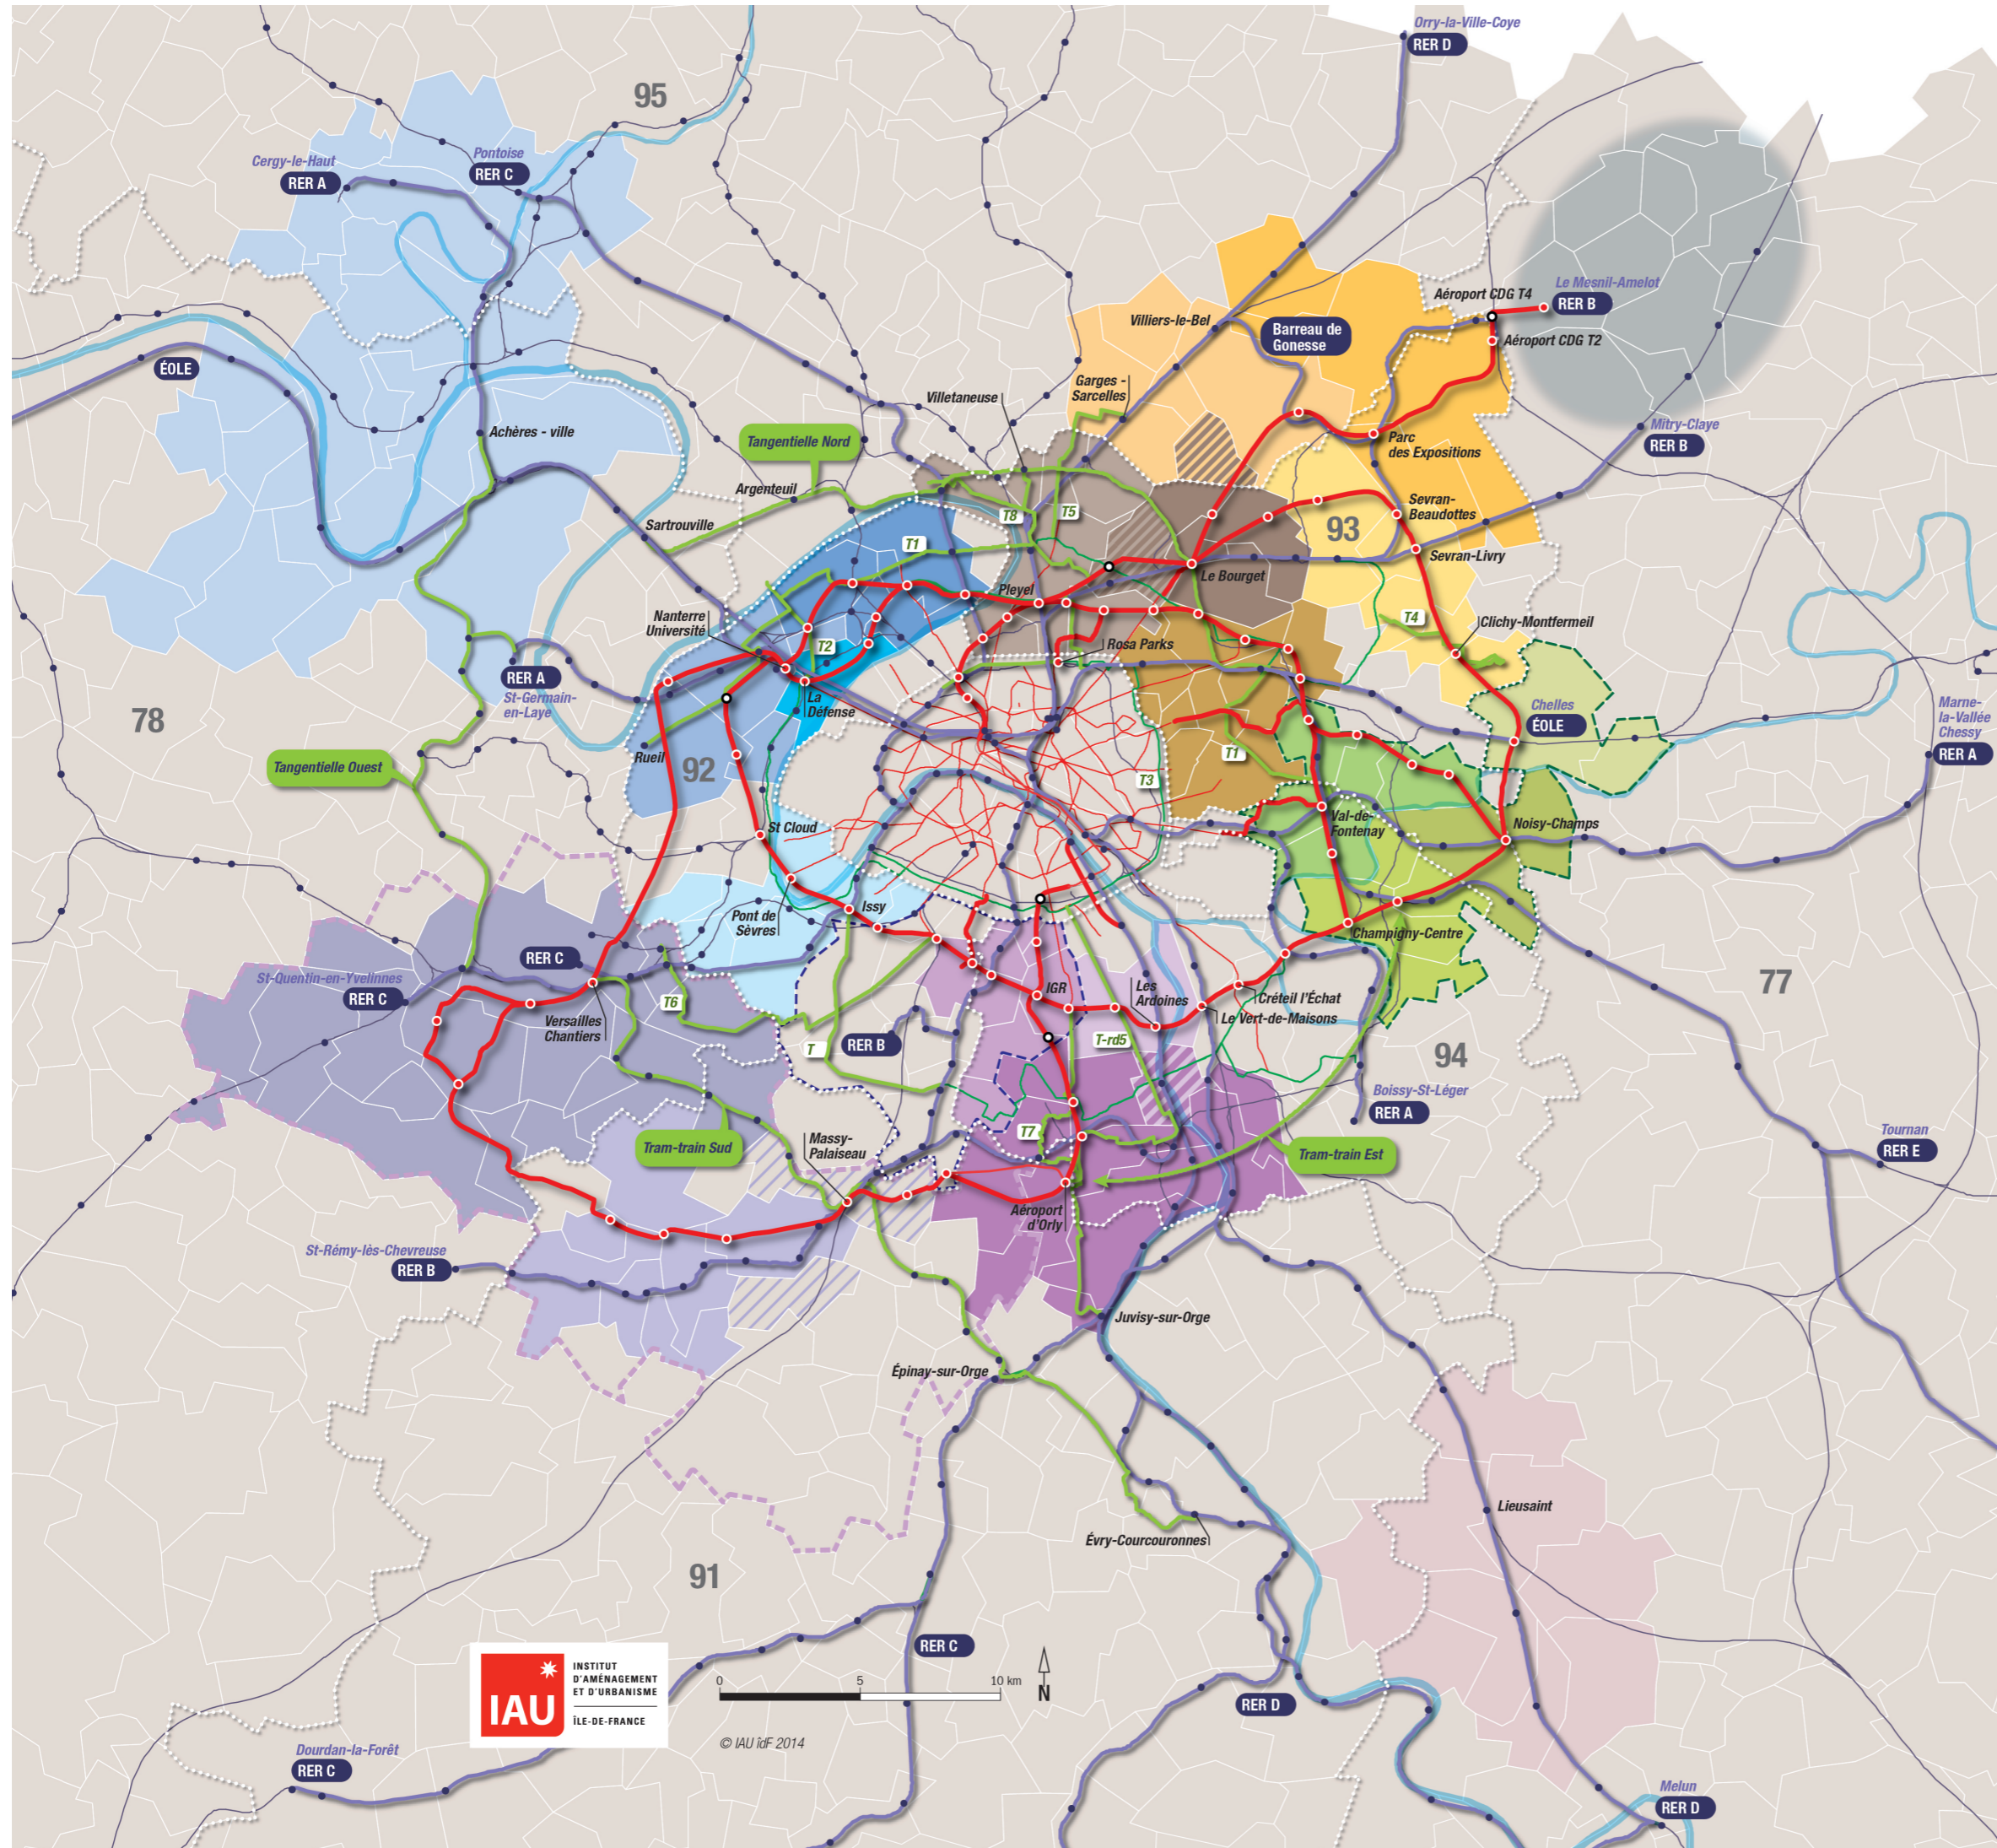 Orry-la-Ville-Coye
RER D
95
Cergy-le-Haut
RER A
Pontoise
RER C
Aéroport CDG T4
Le Mesnil-Amelot
RER B
Villiers-le-Bel
Barreau de
Gonesse
Aéroport CDG T2
ÉOLE
Garges -
Sarcelles
Villetaneuse
Achères - ville
Tangentielle Nord
Parc
des Expositions
Mitry-Claye
RER B
Argenteuil
Sartrouville
T8
T5
Sevran-
Beaudottes
93
T1
Sevran-Livry
Le Bourget
Pleyel
Nanterre
Université
T2
T4
Clichy-Montfermeil
Rosa Parks
RER A
St-Germain-
en-Laye
La
Défense
Chelles
ÉOLE
Marne-
la-Vallée
Chessy
RER A
78
Rueil
92
T1
Tangentielle Ouest
T3
St Cloud
Val-de-
Fontenay
Noisy-Champs
Pont de
Sèvres
Issy
Champigny-Centre
RER C
St-Quentin-en-Yvelinnes
RER C
T6
IGR
Les
Ardoines
Créteil l'Échat
Le Vert-de-Maisons
77
Versailles
Chantiers
T
RER B
T-rd5
94
Boissy-St-Léger
RER A
Tram-train Sud
Massy-
Palaiseau
T7
Tram-train Est
Tournan
RER E
Aéroport
d'Orly
St-Rémy-lès-Chevreuse
RER B
Juvisy-sur-Orge
Épinay-sur-Orge
Lieusaint
Évry-Courcouronnes
91
RER C
INSTITUT
D'AMÉNAGEMENT
ET D'URBANISME
IAU
ÎLE-DE-FRANCE
0 5 10 km
N
© IAU îdF 2014
RER D
Dourdan-la-Forêt
RER C
Melun
RER D